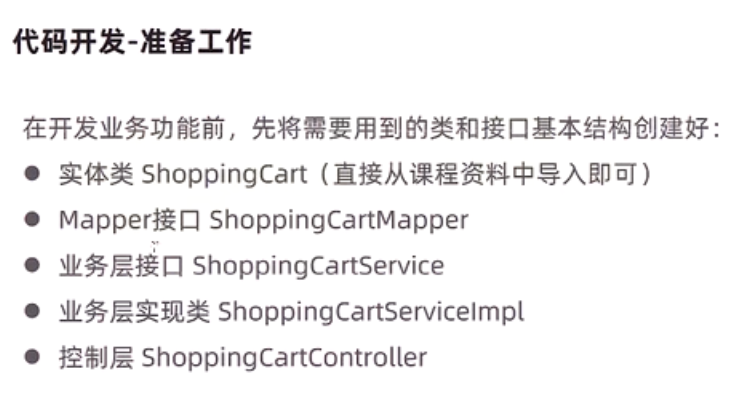 代码开发-准备工作
在开发业务功能前，先将需要用到的类和接口基本结构创建好：
● 实体类 ShoppingCart（直接从课程资料中导入即可）
● Mapper接口 ShoppingCartMapper
● 业务层接口 ShoppingCartService
● 业务层实现类 ShoppingCartServiceImpl
● 控制层 ShoppingCartController